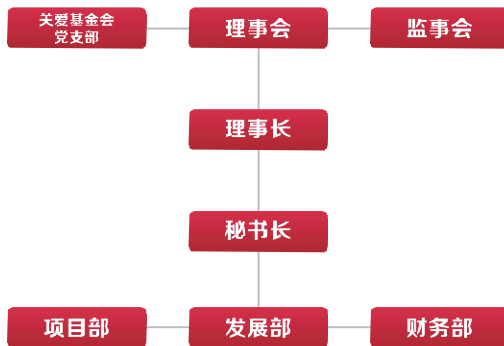 关爱基金会
党支部
理事会
监事会
理事长
秘书长
项目部
发展部
财务部